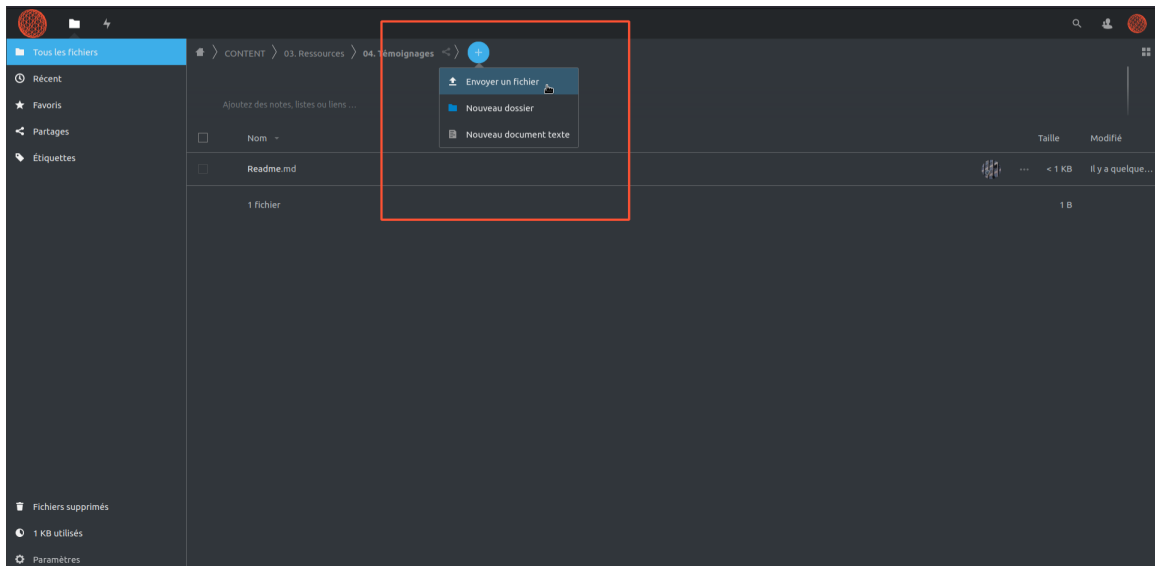 Tous les fichiers
Récent
Favoris
Partages
Étiquettes
CONTENT 03. Ressources 04. Témoignages
Envoyer un fichier
Nouveau dossier
Nouveau document texte
Ajoutez des notes, listes ou liens ...
Nom Taille Modifié
Readme.md ... < 1 KB Il y a quelque...
1 fichier 1 B
Fichiers supprimés
1 KB utilisés
Paramètres